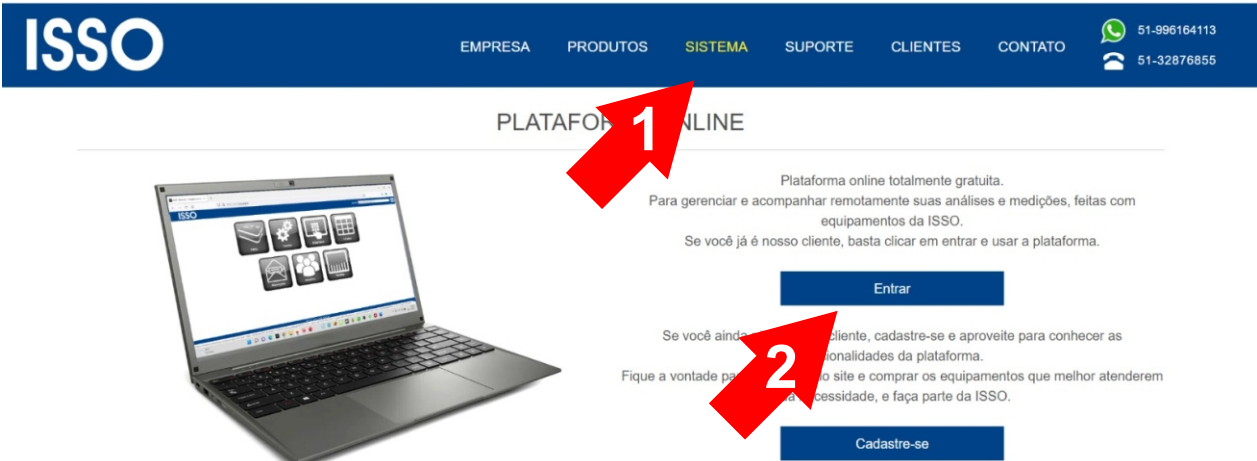 ISSO
EMPRESA PRODUTOS SISTEMA SUPORTE CLIENTES CONTATO
51-996164113
51-32876855
1
Plataforma online totalmente gratuita.
Para gerenciar e acompanhar remotamente suas análises e medições, feitas com
equipamentos da ISSO.
Se você já é nosso cliente, basta clicar em entrar e usar a plataforma.
ISSO
Entrar
Se você ainda cliente, cadastre-se e aproveite para conhecer as
da plataforma.
2
Fique a vontade site e comprar os equipamentos que melhor atenderem
e faça parte da ISSO.
Cadastre-se